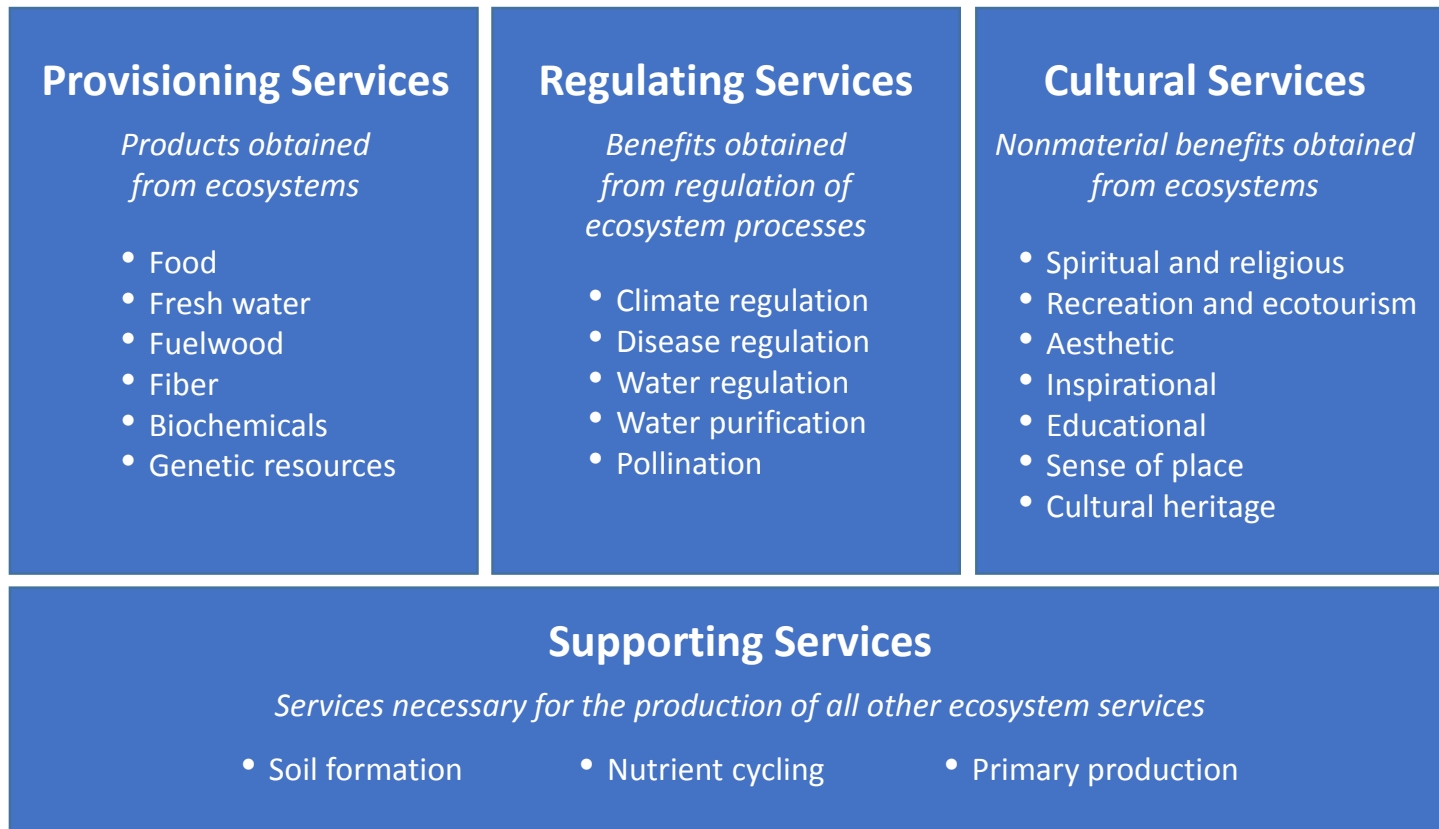 Provisioning Services
Products obtained
from ecosystems
• Food
• Fresh water
• Fuelwood
• Fiber
• Biochemicals
• Genetic resources
Regulating Services
Benefits obtained
from regulation of
ecosystem processes
• Climate regulation
• Disease regulation
• Water regulation
• Water purification
• Pollination
Cultural Services
Nonmaterial benefits obtained
from ecosystems
• Spiritual and religious
• Recreation and ecotourism
• Aesthetic
• Inspirational
• Educational
• Sense of place
• Cultural heritage
Supporting Services
Services necessary for the production of all other ecosystem services
• Soil formation • Nutrient cycling • Primary production